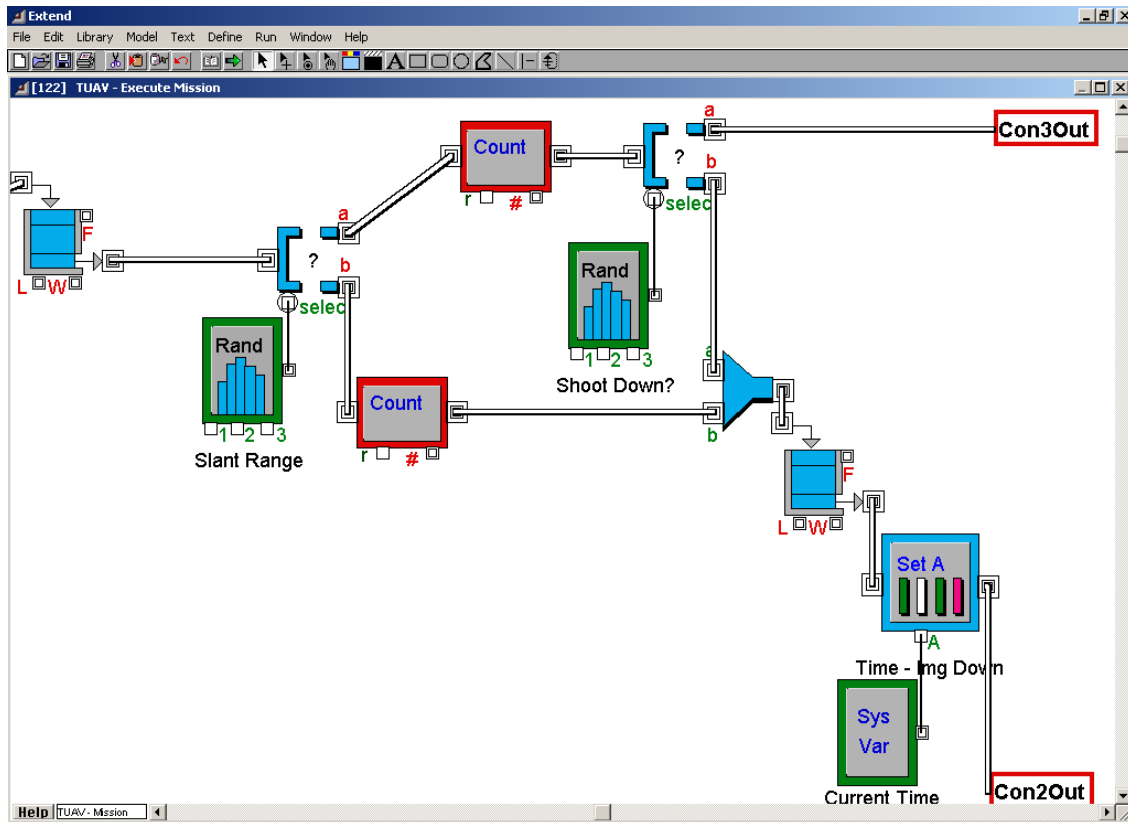 Extend
File Edit Library Model Text Define Run Window Help
[122] TUAV - Execute Mission
a
Con3Out
Count
?
b
r #
selec
F
a
L W
?
b
Rand
selec
1 2 3
Shoot Down?
Rand
a
Count
1 2 3
b
r #
Slant Range
F
L W
Set A
A
Time - Img Down
Sys
Var
Con2Out
Current Time
Help TUAV - Mission